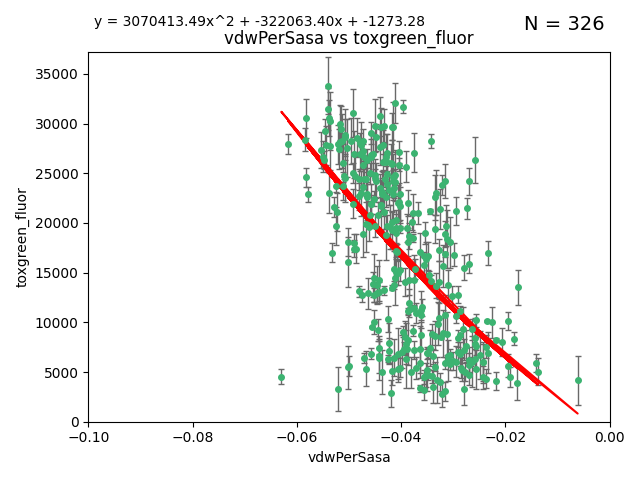 y = 3070413.49x^2 + -322063.40x + -1273.28
N = 326
vdwPerSasa vs toxgreen_fluor
35000
30000
25000
20000
15000
10000
5000
0
toxgreen_fluor
−0.10 −0.08 −0.06 −0.04 −0.02 0.00
vdwPerSasa